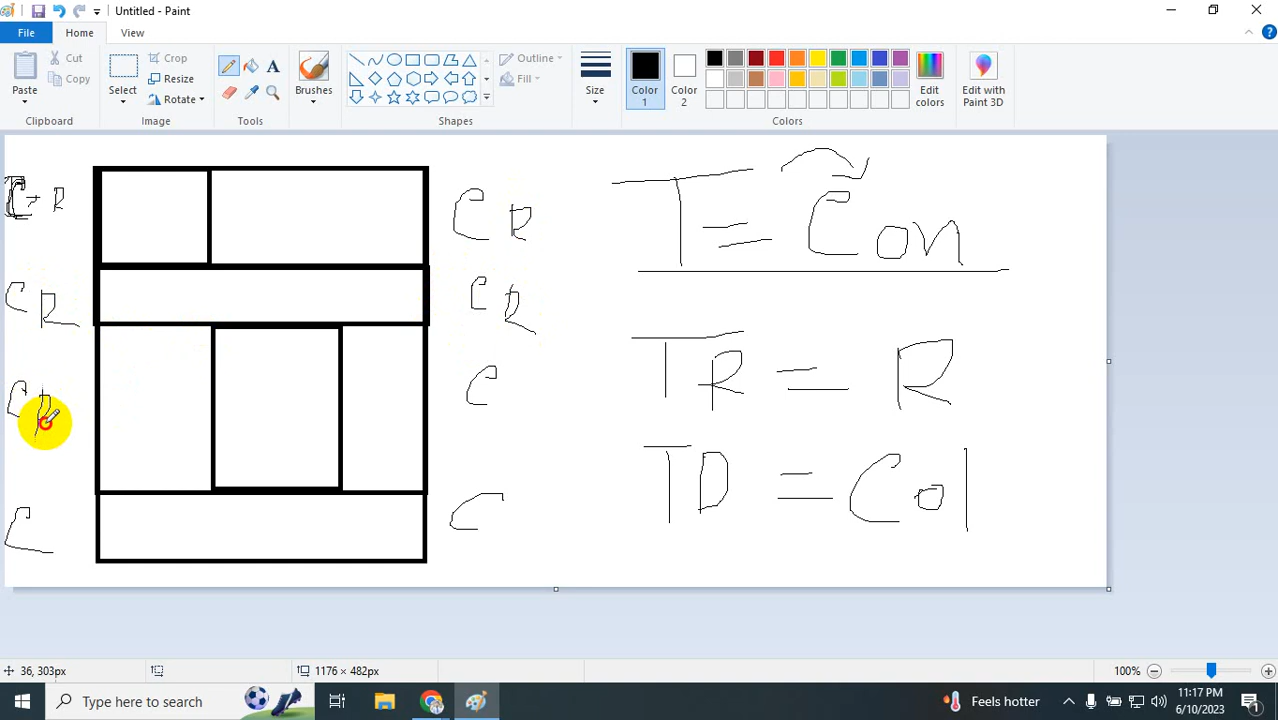 Untitled - Paint
File Home View
Paste
Cut
Copy
Clipboard
Select
Crop
Resize
Rotate
Image
Tools
Brushes
Shapes
Outline
Fill
Size
Color 1
Color 2
Edit colors
Edit with Paint 3D
Colors
R
C R
T = Con
C R
C R
TR = R
C
C
TD = Col
C
C
36, 303px
1176 × 482px
100%
Type here to search
Feels hotter
11:17 PM
6/10/2023
1